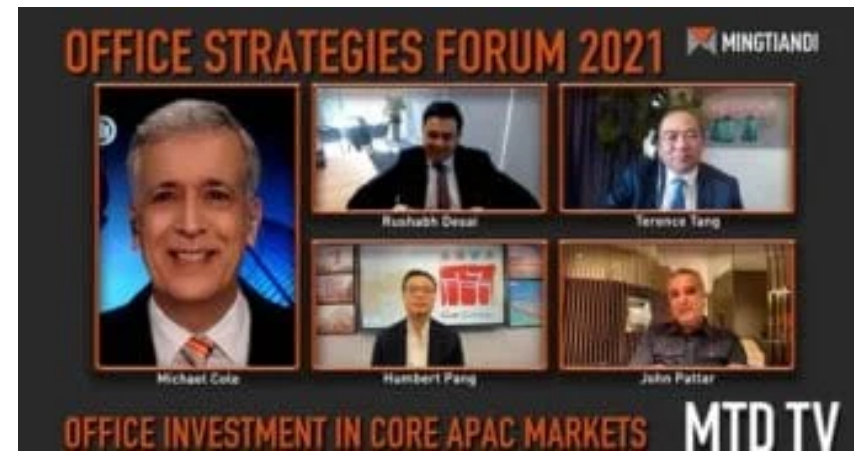 OFFICE STRATEGIES FORUM 2021
MINGTIANDI
Rushabh Desai
Terence Tang
Michael Cole
Humbert Pang
John Pattar
OFFICE INVESTMENT IN CORE APAC MARKETS
MTD TV